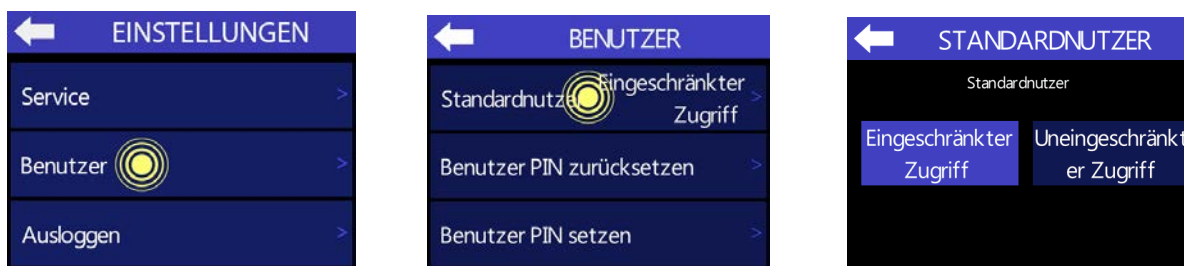 EINSTELLUNGEN
Service >
Benutzer >
Ausloggen >
BENUTZER
Standardnutzer Eingeschränkter >
Zugriff
Benutzer PIN zurücksetzen >
Benutzer PIN setzen >
STANDARDNUTZER
Standardnutzer
Eingeschränkter
Zugriff
Uneingeschränkt
er Zugriff